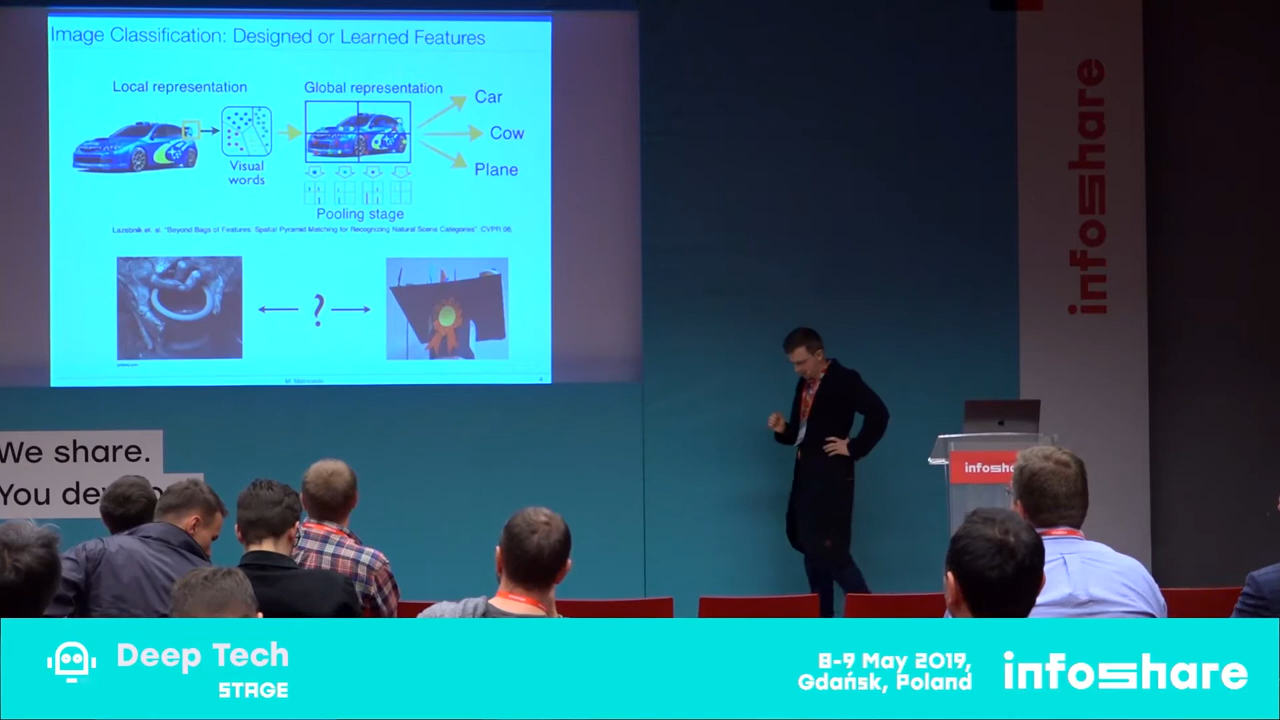 Image Classification: Designed or Learned Features
Local representation
Global representation
Visual
words
Car
Cow
Plane
Pooling stage
Lazebnik et. al. "Beyond Bags of Features: Spatial Pyramid Matching for Recognizing Natural Scene Categories". CVPR 06.
?
4
We share.
You
infoshare
infosha
Deep Tech
STAGE
8-9 May 2019,
Gdańsk, Poland
infoshare